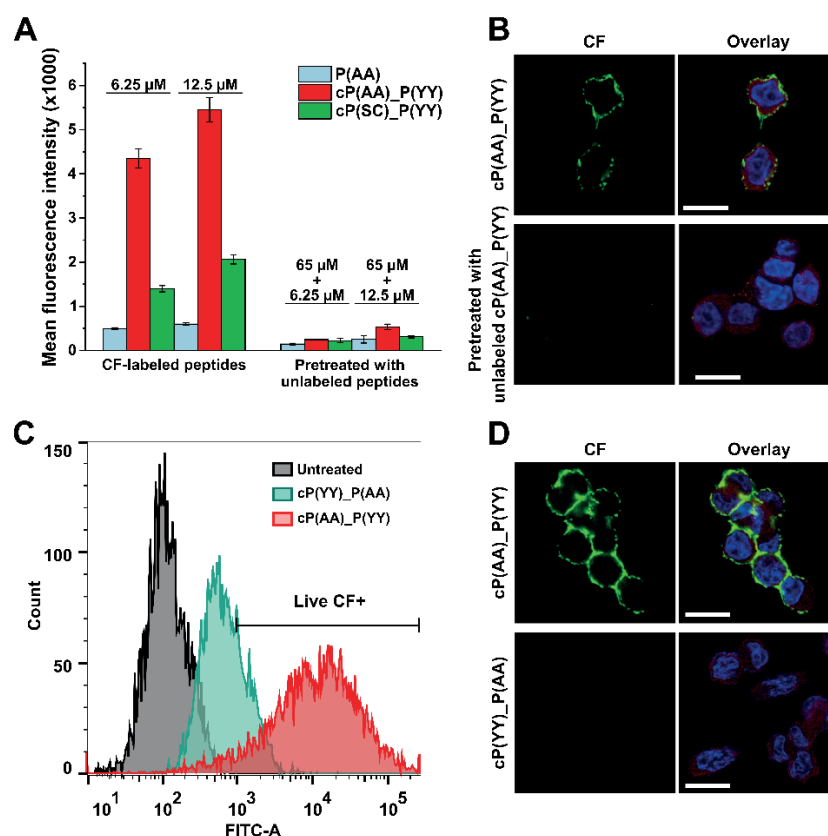 A
Mean fluorescence intensity (x1000)
6
5
4
3
2
1
0
6.25 µM
12.5 µM
P(AA)
cP(AA)_P(YY)
cP(SC)_P(YY)
65 µM
+
6.25 µM
65 µM
+
12.5 µM
CF-labeled peptides
Pretreated with
unlabeled peptides
B
CF
Overlay
cP(AA)_P(YY)
Pretreated with
unlabeled cP(AA)_P(YY)
C
Count
150
100
50
0
Untreated
cP(YY)_P(AA)
cP(AA)_P(YY)
Live CF+
10¹
10²
10³
10⁴
10⁵
FITC-A
D
CF
Overlay
cP(AA)_P(YY)
cP(YY)_P(AA)